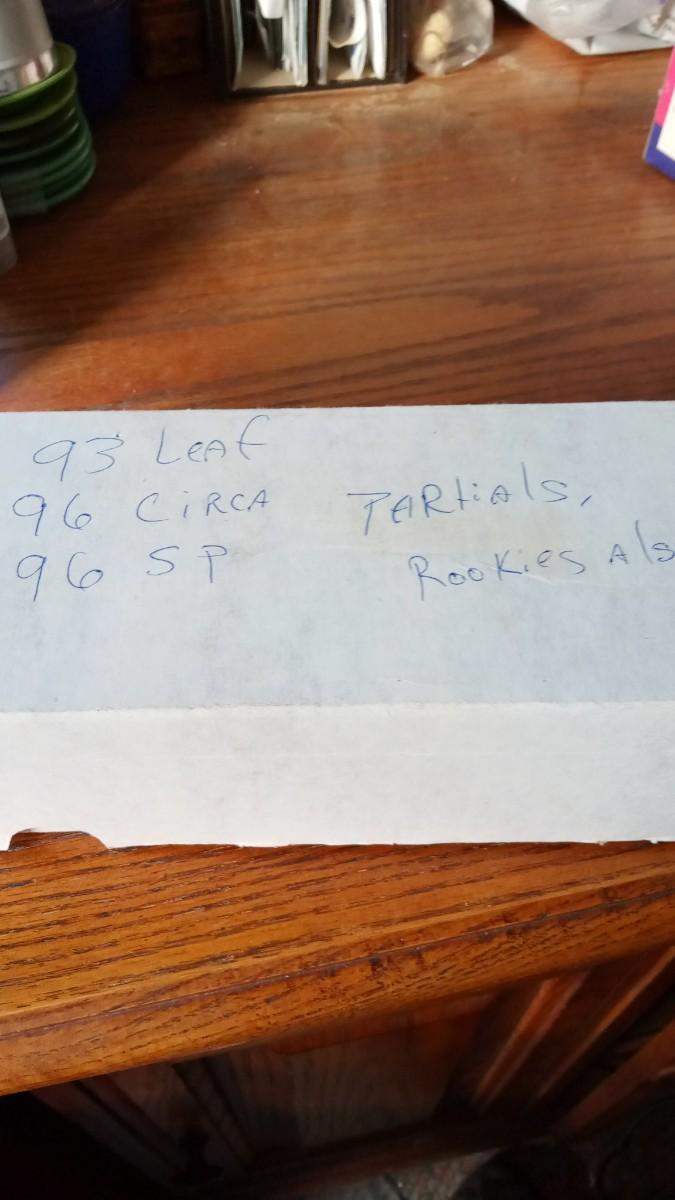 93 Leaf
96 CiRCA PARtiAls,
96 SP Rookies Als